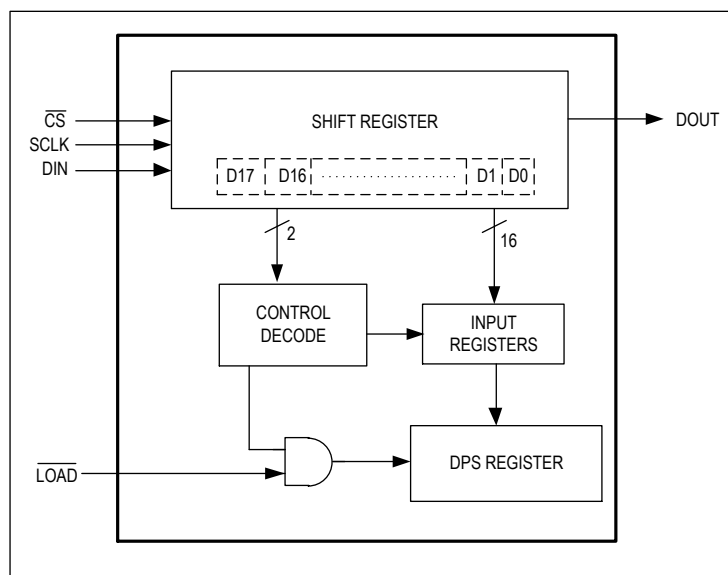 SHIFT REGISTER
CS
SCLK
DIN
DOUT
D17 D16 D1 D0
2
16
CONTROL
DECODE
INPUT
REGISTERS
DPS REGISTER
LOAD